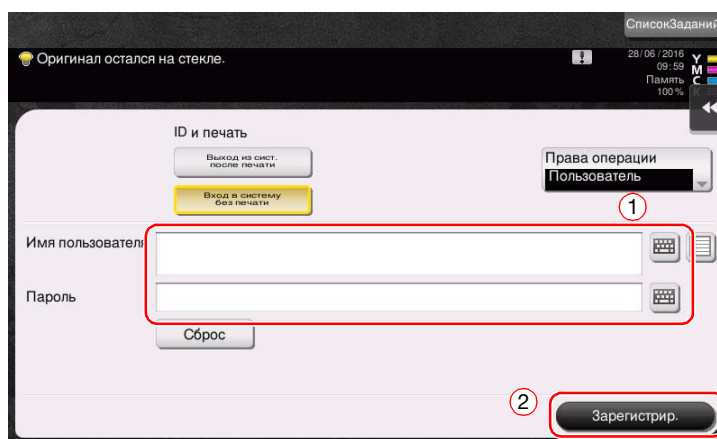 СписокЗаданий
Оригинал остался на стекле.
28/06/2016
09:59
Память
100 %
Y
M
C
K
ID и печать
Выход из сист.
после печати
Вход в систему
без печати
Права операции
Пользователь
1
Имя пользователя
Пароль
Сброс
2
Зарегистрир.